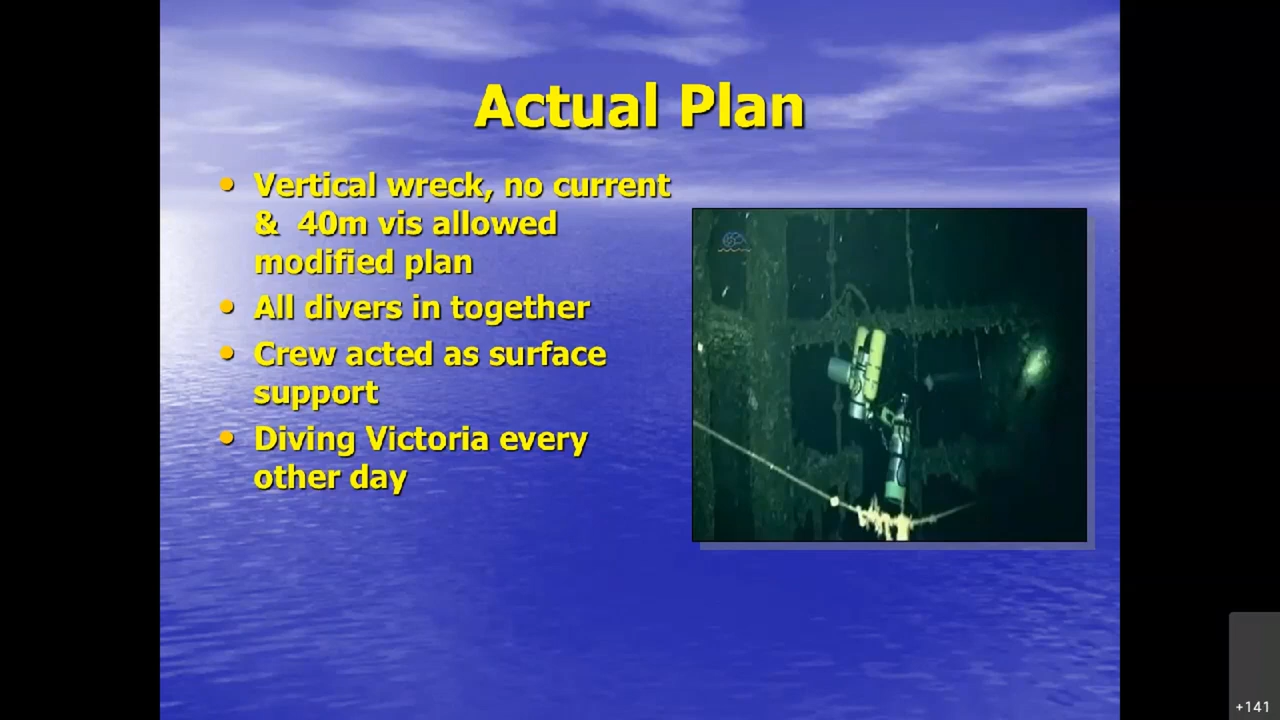 Actual Plan
• Vertical wreck, no current
& 40m vis allowed
modified plan
• All divers in together
• Crew acted as surface
support
• Diving Victoria every
other day
+141